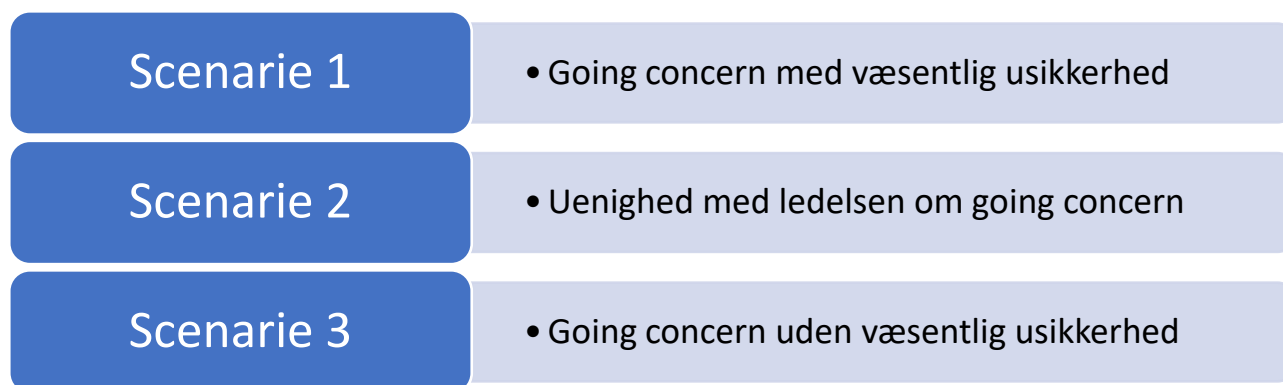 Scenarie 1
• Going concern med væsentlig usikkerhed
Scenarie 2
• Uenighed med ledelsen om going concern
Scenarie 3
• Going concern uden væsentlig usikkerhed